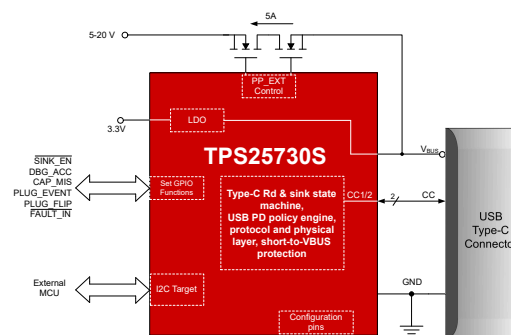 5A
5-20 V
PP_EXT
Control
LDO
3.3V
TPS25730S
VBUS
SINK_EN
DBG_ACC
CAP_MIS
PLUG_EVENT
PLUG_FLIP
FAULT_IN
Set GPIO
Functions
Type-C Rd & sink state
machine,
USB PD policy engine,
protocol and physical
layer, short-to-VBUS
protection
CC1/2
2
CC
USB
Type-C
Connecto
External
MCU
I2C Target
GND
Configuration
pins